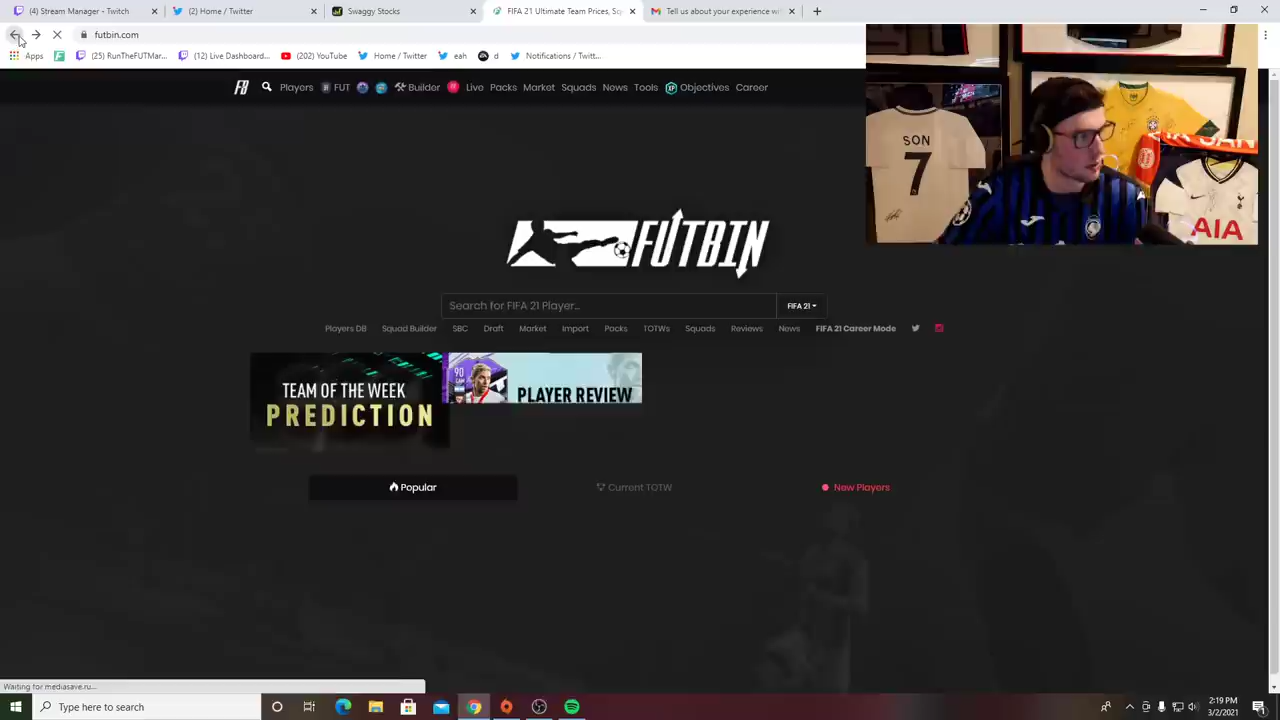 (4) Stream Manager - Twitch
(2) Home / Twitter
Swaggy Stocks
FIFA 21 Ultimate Team Prices, Sq
Tell us about your experience wi
futbin.com
Apps
(25) RunTheFUTMar...
(12) Live Dashboard...
(202) YouTube
Home / Twitter
eah
d
Notifications / Twitt...
Players
FUT
Builder
Live
Packs
Market
Squads
News
Tools
Objectives
Career
SON
7
AIA
FUTBIN
Search for FIFA 21 Player...
FIFA 21
Players DB
Squad Builder
SBC
Draft
Market
Import
Packs
TOTWs
Squads
Reviews
News
FIFA 21 Career Mode
TEAM OF THE WEEK
PREDICTION
90
CAM
PLAYER REVIEW
Popular
Current TOTW
New Players
Waiting for mediasave.ru...
Type here to search
2:19 PM
3/2/2021